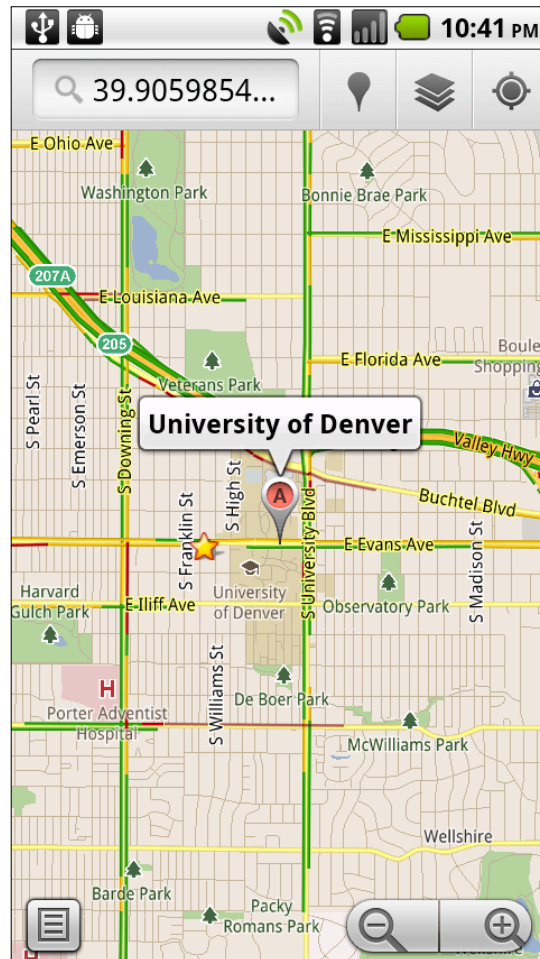 10:41 PM
39.9059854...
E Ohio Ave
Washington Park
Bonnie Brae Park
E Mississippi Ave
207A
E Louisiana Ave
205
E Florida Ave
Boule
Shopping
Veterans Park
S Pearl St
S Emerson St
S Downing St
University of Denver
Valley Hwy
A
S High St
S Franklin St
S University Blvd
Buchtel Blvd
S Madison St
E Evans Ave
University
of Denver
Harvard
Gulch Park
E Iliff Ave
Observatory Park
S Williams St
H
Porter Adventist
Hospital
De Boer Park
McWilliams Park
Wellshire
Barde Park
Packy
Romans Park
H
Wellshire